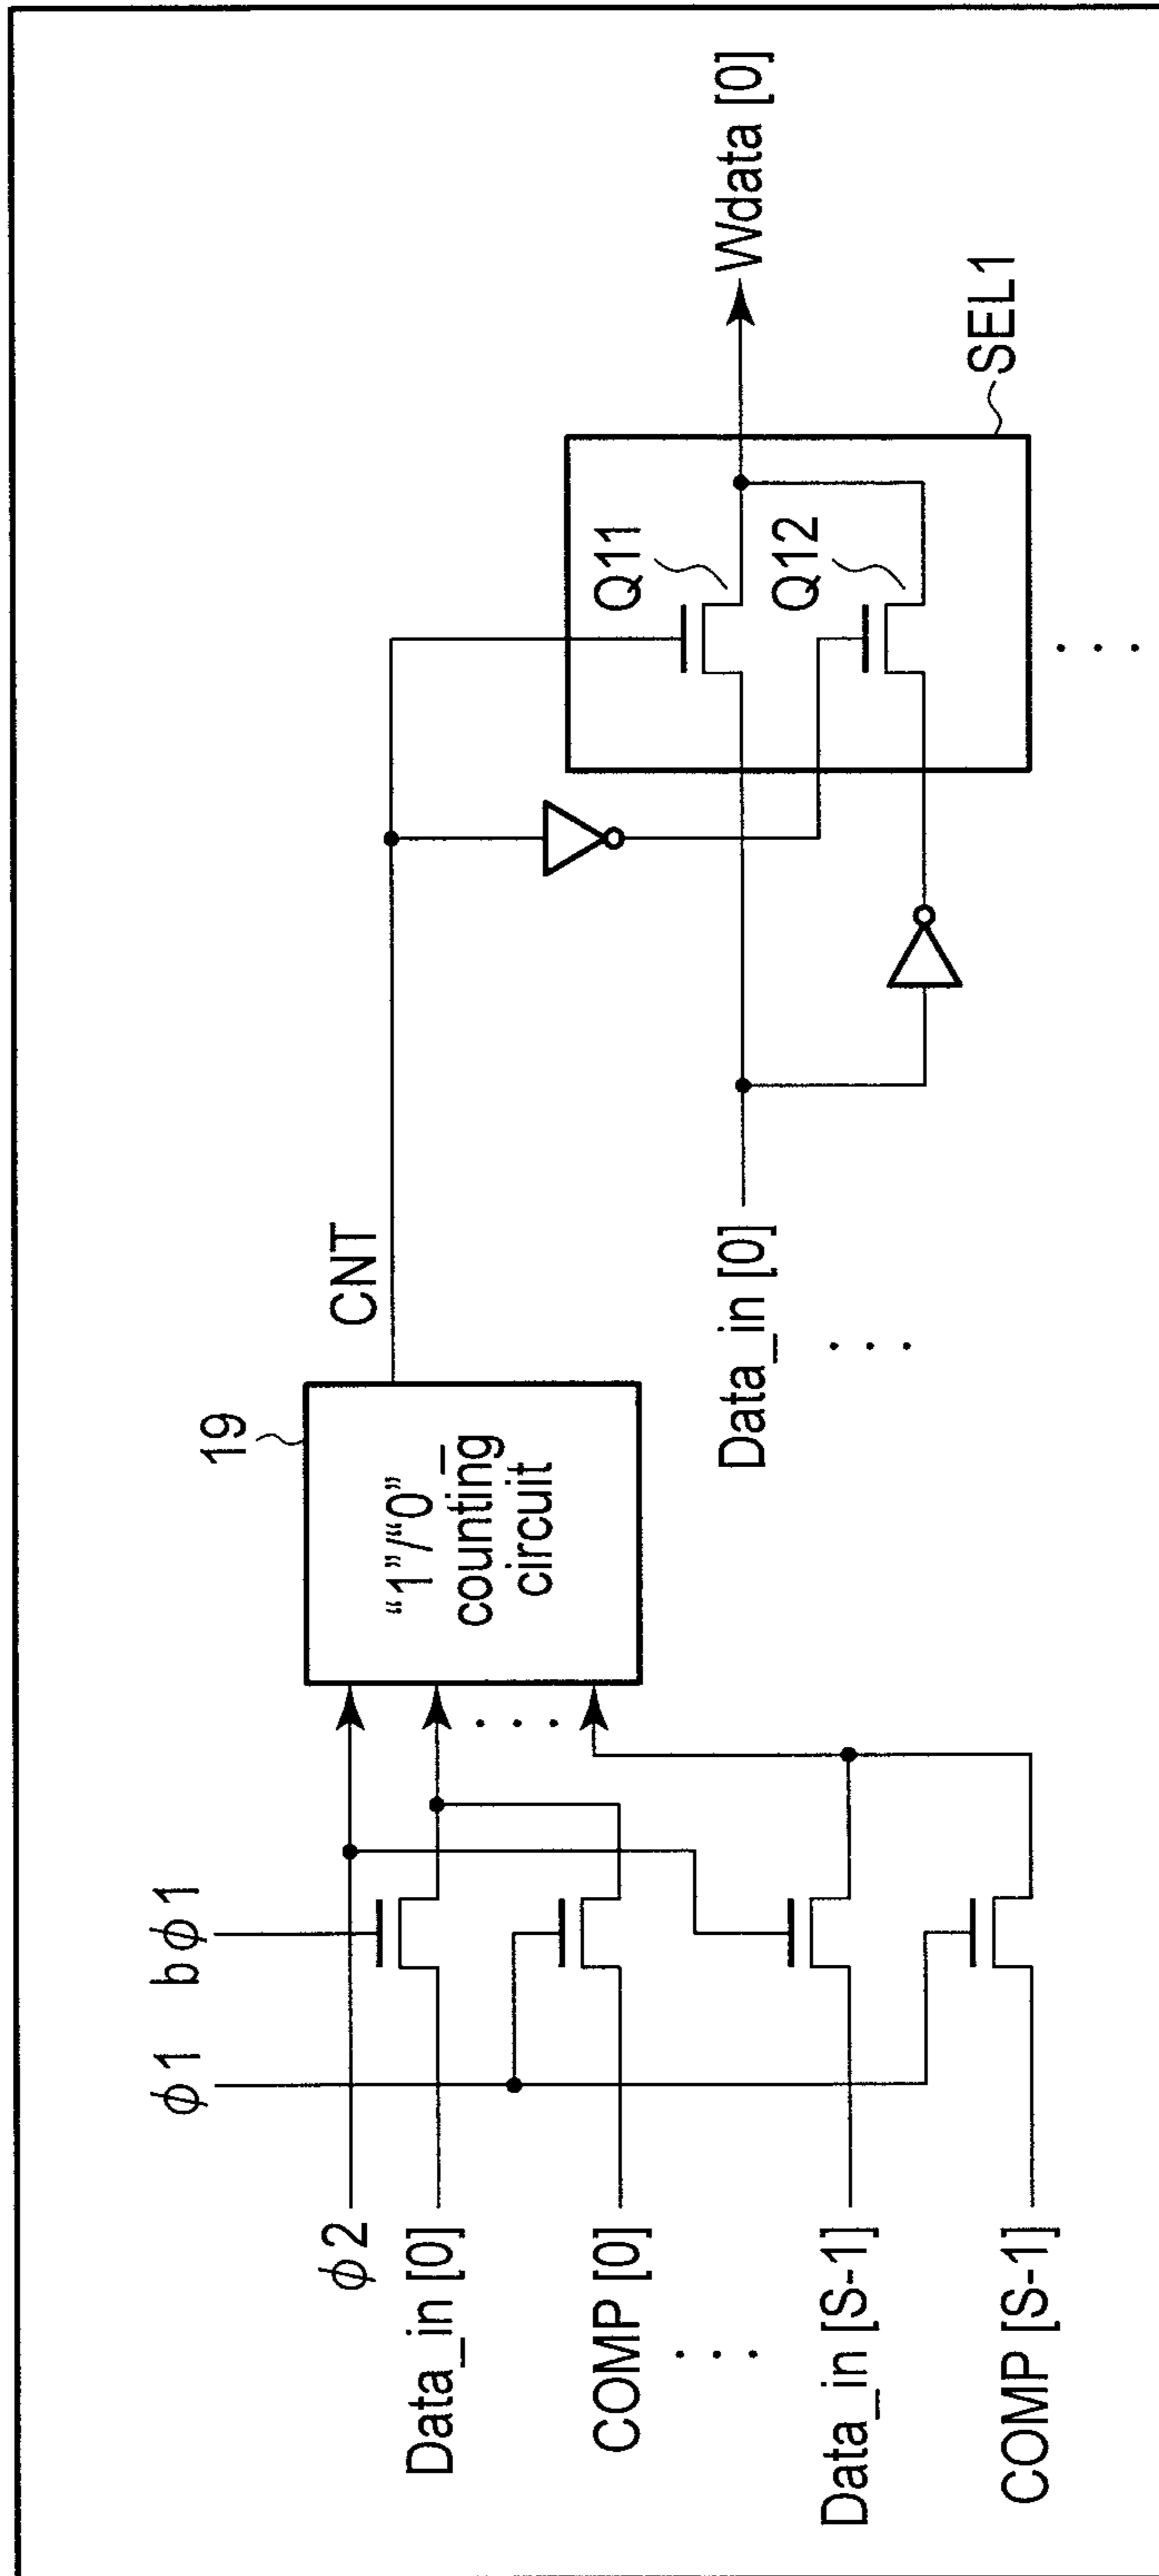 ϕ1
bϕ1
ϕ2
Data_in [0]
COMP [0]
. . .
Data_in [S-1]
COMP [S-1]
. . .
19
“1”/“0”_
counting
circuit
CNT
Data_in [0]
. . .
Q11
Q12
Wdata [0]
SEL1
. . .